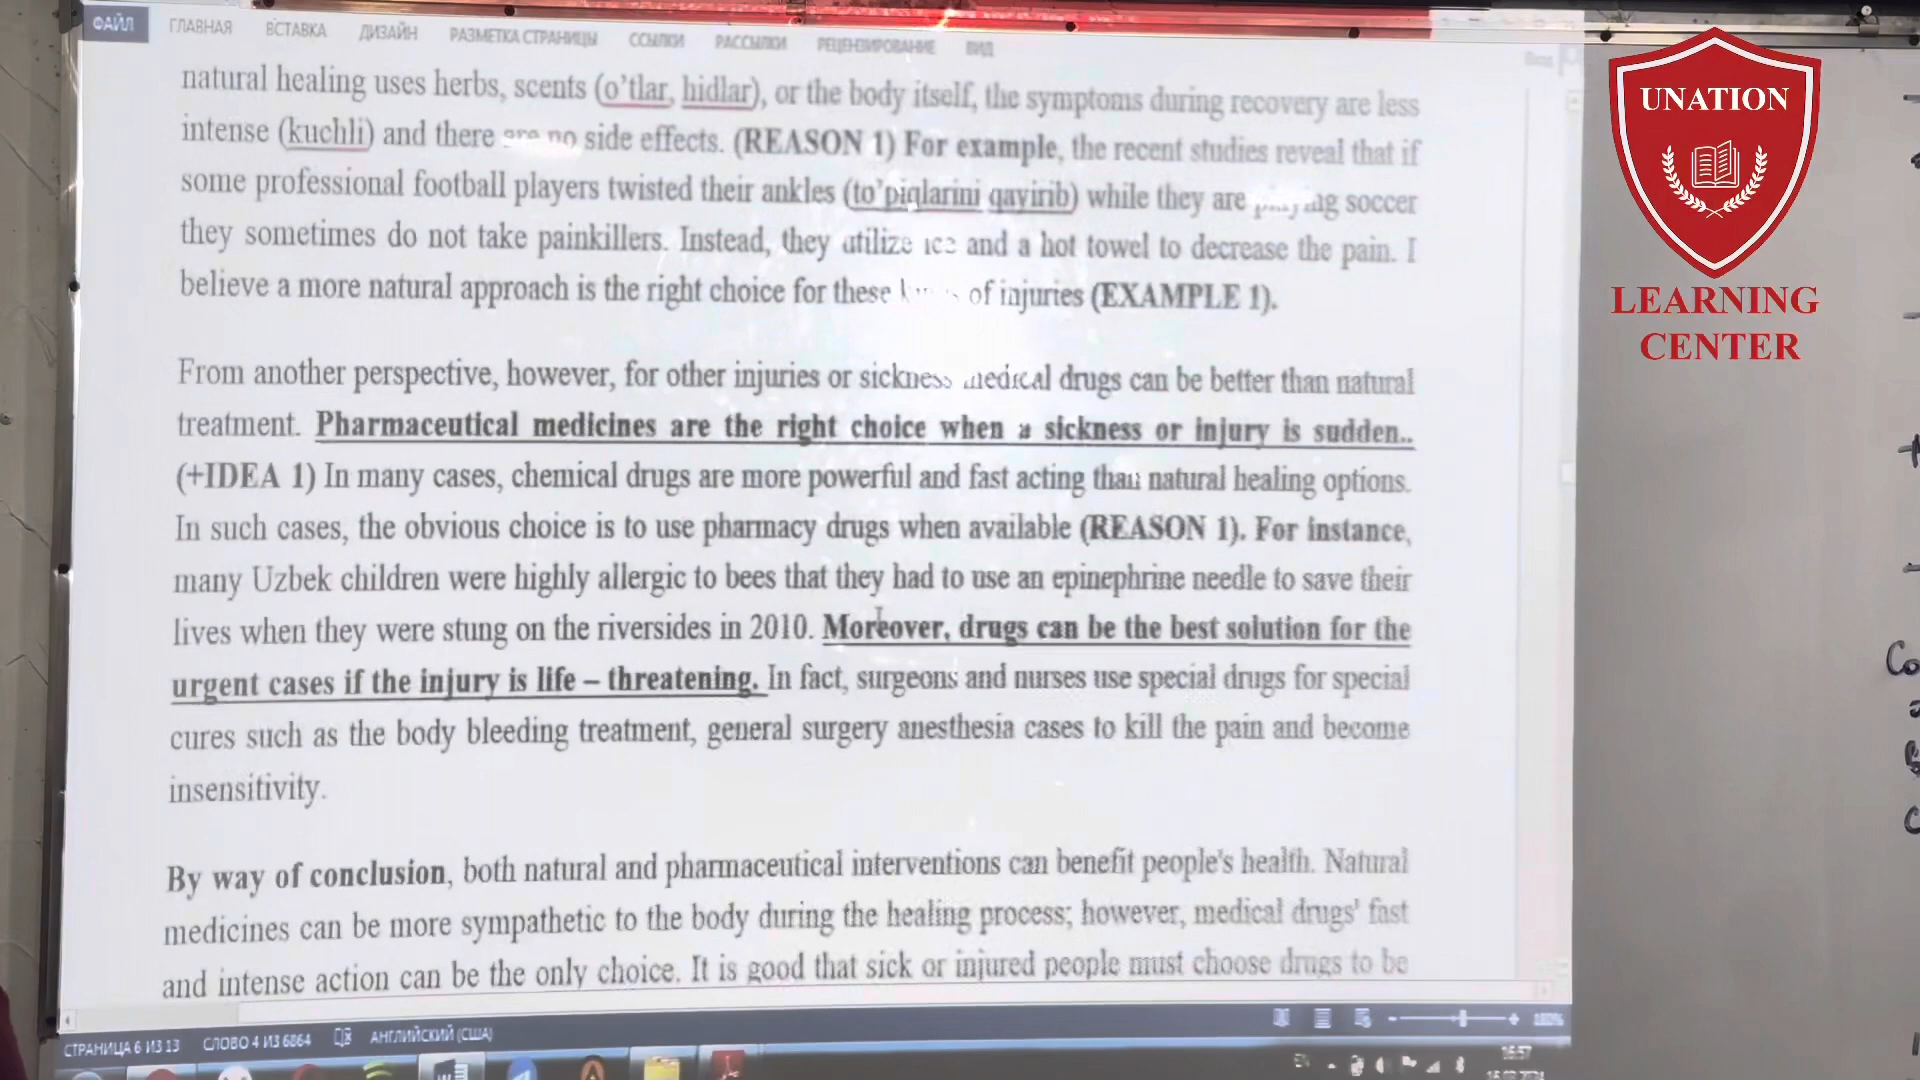 ФАЙЛ ГЛАВНАЯ ВСТАВКА ДИЗАЙН РАЗМЕТКА СТРАНИЦЫ ССЫЛКИ РАССЫЛКИ РЕЦЕНЗИРОВАНИЕ ВИД
natural healing uses herbs, scents (o’tlar, hidlar), or the body itself, the symptoms during recovery are less
intense (kuchli) and there are no side effects. (REASON 1) For example, the recent studies reveal that if
some professional football players twisted their ankles (to’piqlarini qayirib) while they are playing soccer
they sometimes do not take painkillers. Instead, they utilize ice and a hot towel to decrease the pain. I
believe a more natural approach is the right choice for these of injuries (EXAMPLE 1).
From another perspective, however, for other injuries or sickness medical drugs can be better than natural
treatment. Pharmaceutical medicines are the right choice when a sickness or injury is sudden..
(+IDEA 1) In many cases, chemical drugs are more powerful and fast acting than natural healing options.
In such cases, the obvious choice is to use pharmacy drugs when available (REASON 1). For instance,
many Uzbek children were highly allergic to bees that they had to use an epinephrine needle to save their
lives when they were stung on the riversides in 2010. Moreover, drugs can be the best solution for the
urgent cases if the injury is life – threatening. In fact, surgeons and nurses use special drugs for special
cures such as the body bleeding treatment, general surgery anesthesia cases to kill the pain and become
insensitivity.
By way of conclusion, both natural and pharmaceutical interventions can benefit people's health. Natural
medicines can be more sympathetic to the body during the healing process; however, medical drugs' fast
and intense action can be the only choice. It is good that sick or injured people must choose drugs to be
СТРАНИЦА 6 ИЗ 13 СЛОВО 4 ИЗ 6864 АНГЛИЙСКИЙ (США)
EN 16:57
UNATION
LEARNING
CENTER